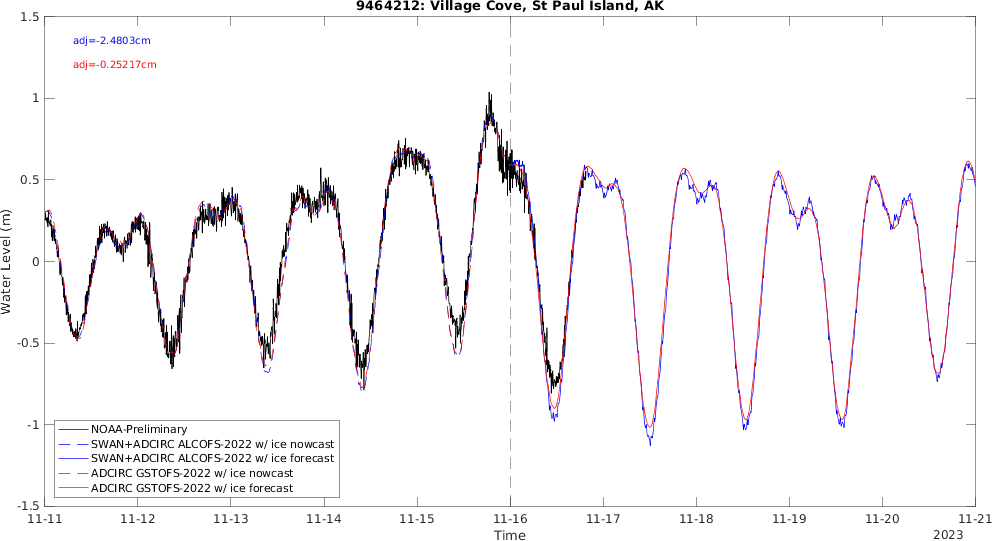 9464212: Village Cove, St Paul Island, AK
adj=-2.4803cm
adj=-0.25217cm
1.5
1
0.5
0
-0.5
-1
-1.5
Water Level (m)
NOAA-Preliminary
SWAN+ADCIRC ALCOFS-2022 w/ ice nowcast
SWAN+ADCIRC ALCOFS-2022 w/ ice forecast
ADCIRC GSTOFS-2022 w/ ice nowcast
ADCIRC GSTOFS-2022 w/ ice forecast
11-11 11-12 11-13 11-14 11-15 11-16 11-17 11-18 11-19 11-20 11-21
Time
2023